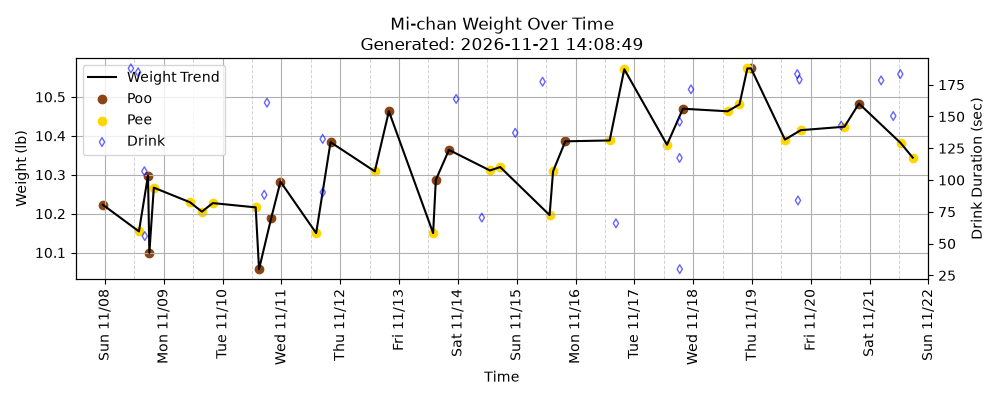 Mi-chan Weight Over Time
Generated: 2026-11-21 14:08:49
Weight Trend
Poo
Pee
Drink
Weight (lb)
10.5
10.4
10.3
10.2
10.1
Drink Duration (sec)
175
150
125
100
75
50
25
Sun 11/08
Mon 11/09
Tue 11/10
Wed 11/11
Thu 11/12
Fri 11/13
Sat 11/14
Sun 11/15
Mon 11/16
Tue 11/17
Wed 11/18
Thu 11/19
Fri 11/20
Sat 11/21
Sun 11/22
Time